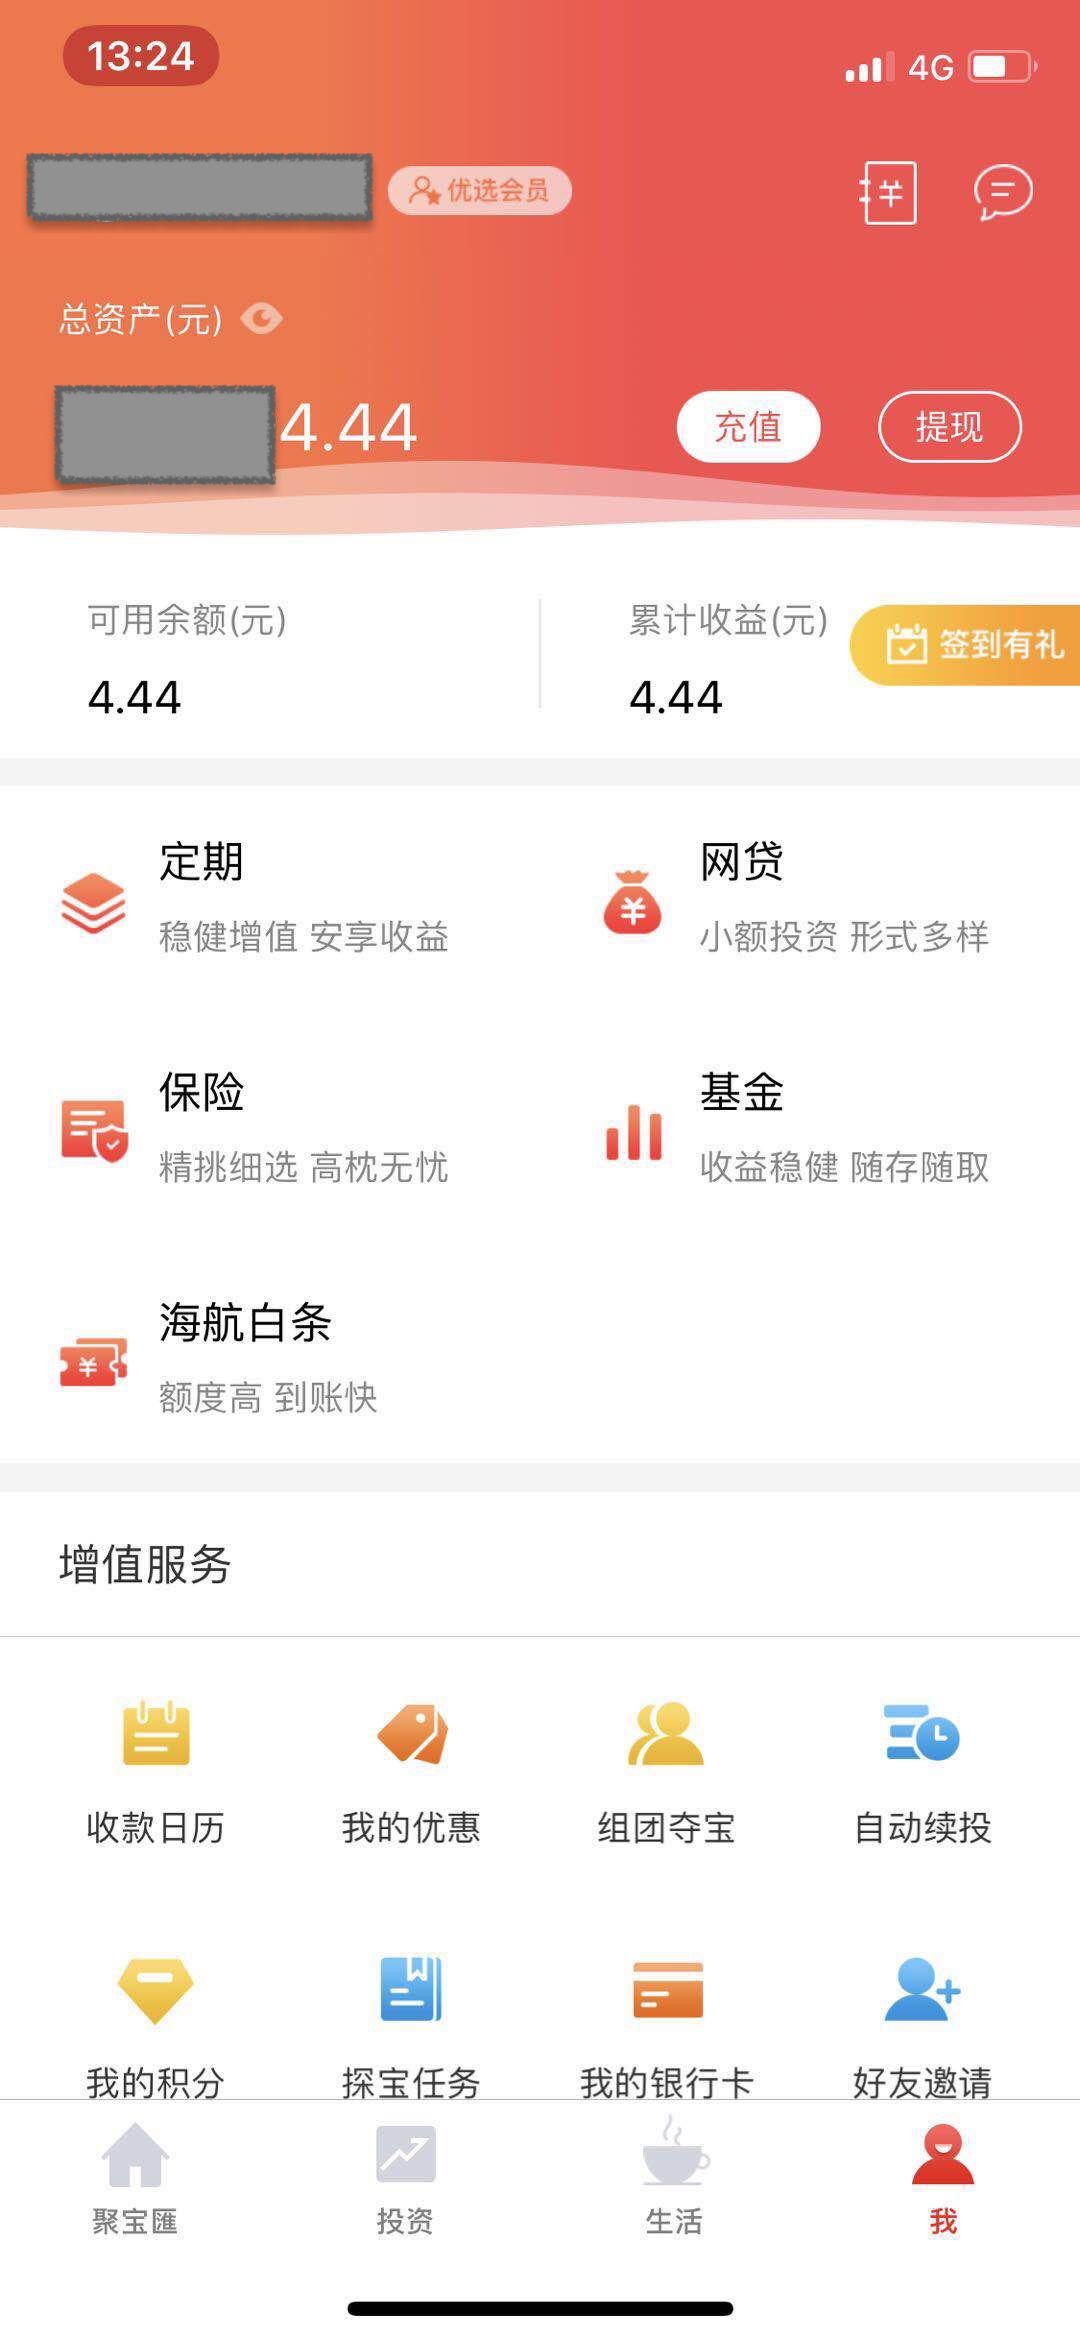 13:24
4G
优选会员
总资产(元)
4.44
充值
提现
可用余额(元)
累计收益(元)
签到有礼
4.44
4.44
定期
网贷
稳健增值 安享收益
小额投资 形式多样
保险
基金
精挑细选 高枕无忧
收益稳健 随存随取
海航白条
额度高 到账快
增值服务
收款日历
我的优惠
组团夺宝
自动续投
我的积分
探宝任务
我的银行卡
好友邀请
聚宝匯
投资
生活
我